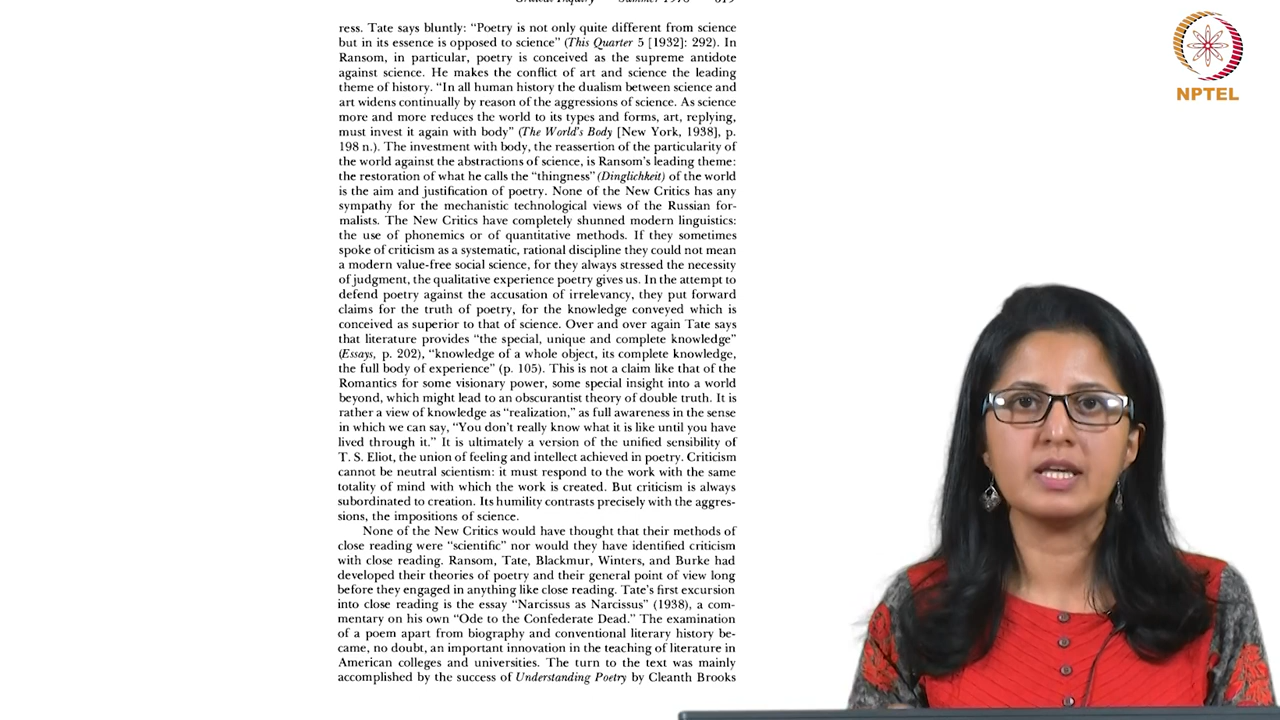 Critical Inquiry Summer 1978 619
ress. Tate says bluntly: “Poetry is not only quite different from science
but in its essence is opposed to science” (This Quarter 5 [1932]: 292). In
Ransom, in particular, poetry is conceived as the supreme antidote
against science. He makes the conflict of art and science the leading
theme of history. “In all human history the dualism between science and
art widens continually by reason of the aggressions of science. As science
more and more reduces the world to its types and forms, art, replying,
must invest it again with body” (The World's Body [New York, 1938], p.
198 n.). The investment with body, the reassertion of the particularity of
the world against the abstractions of science, is Ransom's leading theme:
the restoration of what he calls the “thingness” (Dinglichkeit) of the world
is the aim and justification of poetry. None of the New Critics has any
sympathy for the mechanistic technological views of the Russian for-
malists. The New Critics have completely shunned modern linguistics:
the use of phonemics or of quantitative methods. If they sometimes
spoke of criticism as a systematic, rational discipline they could not mean
a modern value-free social science, for they always stressed the necessity
of judgment, the qualitative experience poetry gives us. In the attempt to
defend poetry against the accusation of irrelevancy, they put forward
claims for the truth of poetry, for the knowledge conveyed which is
conceived as superior to that of science. Over and over again Tate says
that literature provides “the special, unique and complete knowledge”
(Essays, p. 202), “knowledge of a whole object, its complete knowledge,
the full body of experience” (p. 105). This is not a claim like that of the
Romantics for some visionary power, some special insight into a world
beyond, which might lead to an obscurantist theory of double truth. It is
rather a view of knowledge as “realization,” as full awareness in the sense
in which we can say, “You don't really know what it is like until you have
lived through it.” It is ultimately a version of the unified sensibility of
T. S. Eliot, the union of feeling and intellect achieved in poetry. Criticism
cannot be neutral scientism: it must respond to the work with the same
totality of mind with which the work is created. But criticism is always
subordinated to creation. Its humility contrasts precisely with the aggres-
sions, the impositions of science.
None of the New Critics would have thought that their methods of
close reading were “scientific” nor would they have identified criticism
with close reading. Ransom, Tate, Blackmur, Winters, and Burke had
developed their theories of poetry and their general point of view long
before they engaged in anything like close reading. Tate's first excursion
into close reading is the essay “Narcissus as Narcissus” (1938), a com-
mentary on his own “Ode to the Confederate Dead.” The examination
of a poem apart from biography and conventional literary history be-
came, no doubt, an important innovation in the teaching of literature in
American colleges and universities. The turn to the text was mainly
accomplished by the success of Understanding Poetry by Cleanth Brooks
NPTEL